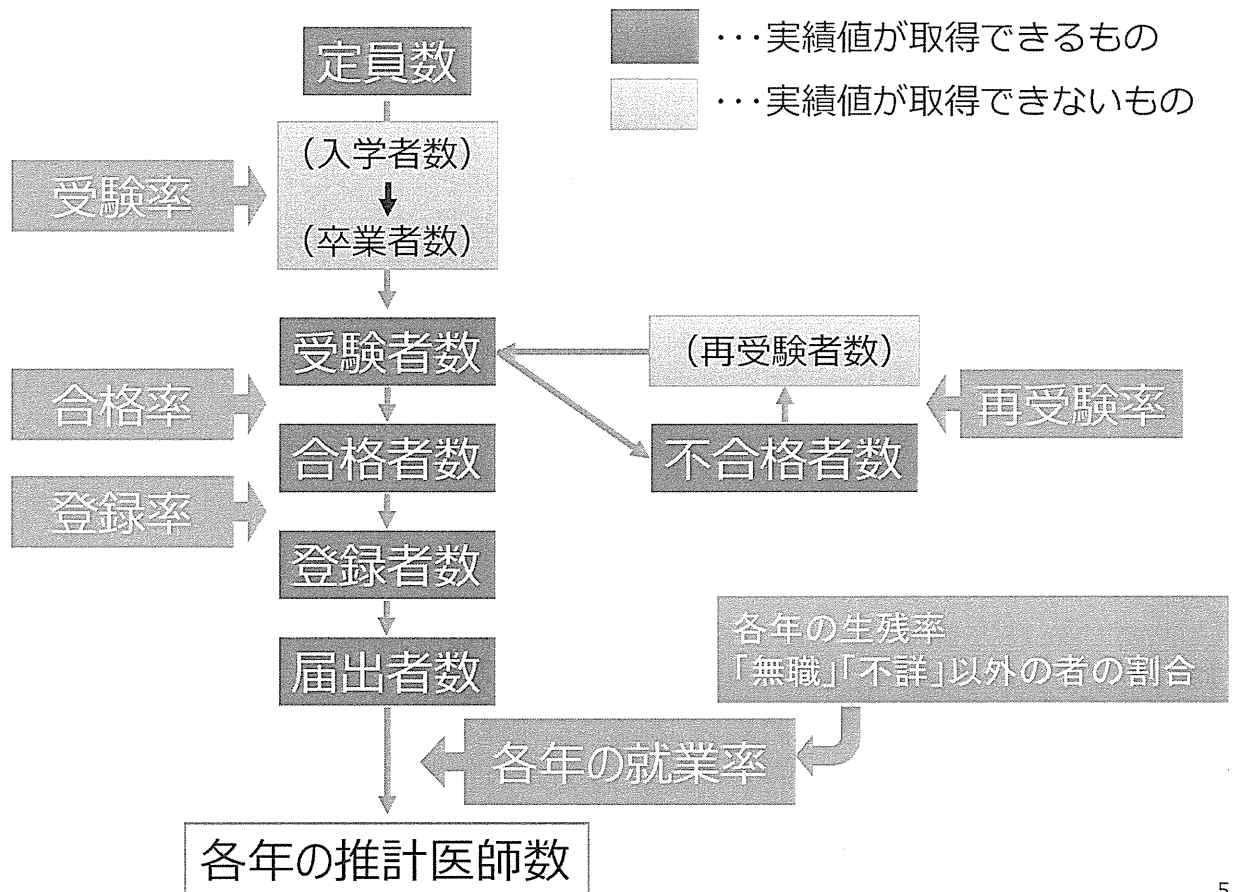 定員数
･･･実績値が取得できるもの
･･･実績値が取得できないもの
(入学者数)
受験率
(卒業者数)
受験者数
(再受験者数)
合格率
再受験率
合格者数
不合格者数
登録率
登録者数
各年の生残率
「無職」「不詳」以外の者の割合
届出者数
各年の就業率
各年の推計医師数
5